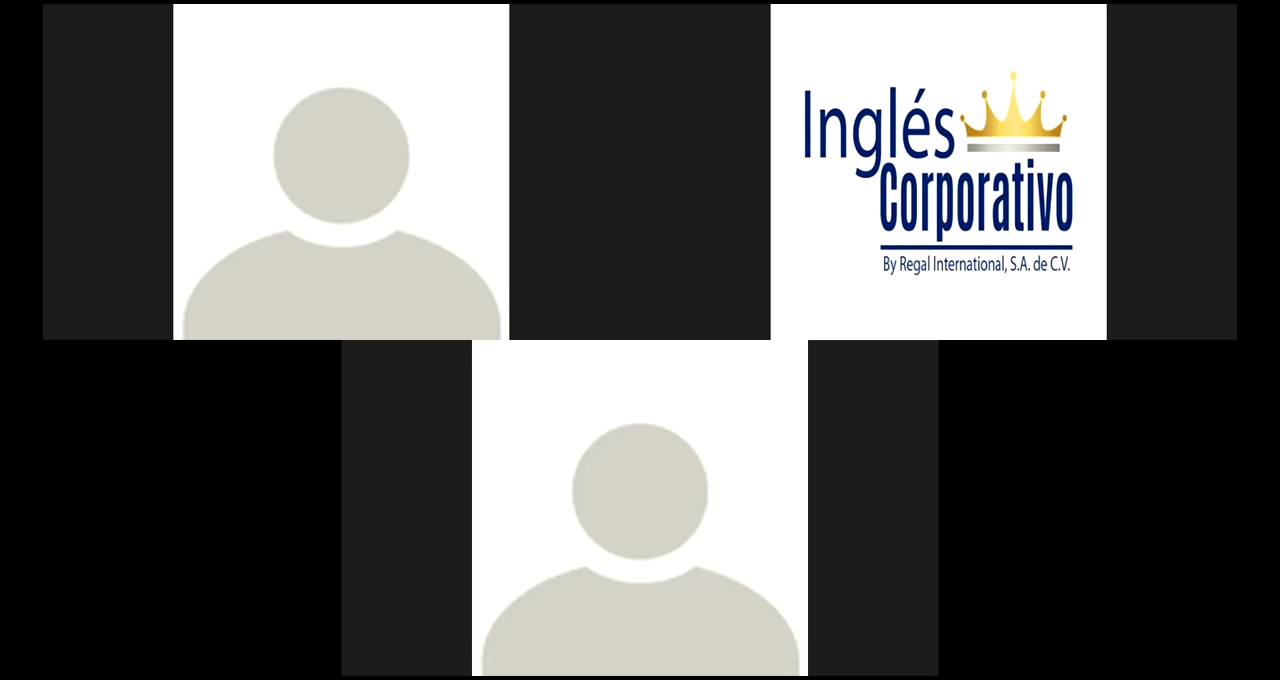 Inglés
Corporativo
By Regal International, S.A. de C.V.